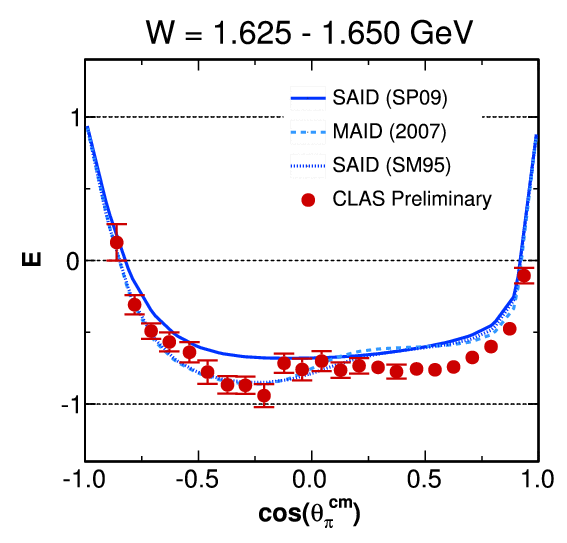 W = 1.625 - 1.650 GeV
SAID (SP09)
MAID (2007)
SAID (SM95)
CLAS Preliminary
1
0
-1
E
-1.0 -0.5 0.0 0.5 1.0
cos(θπcm)